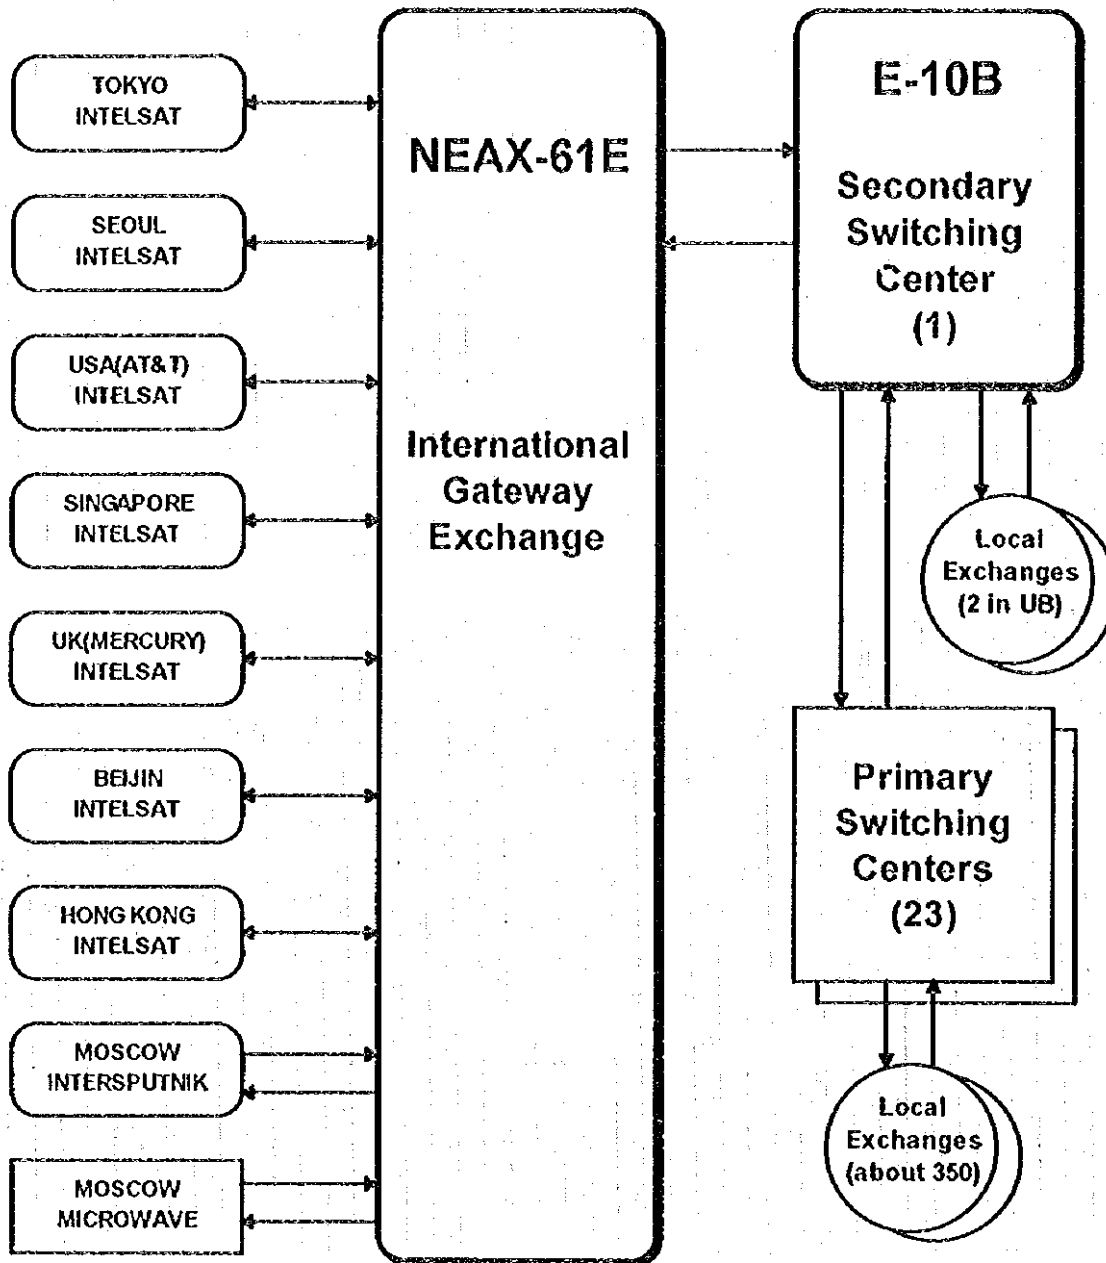 TOKYO
INTELSAT
SEOUL
INTELSAT
USA(AT&T)
INTELSAT
SINGAPORE
INTELSAT
UK(MERCURY)
INTELSAT
BEIJIN
INTELSAT
HONG KONG
INTELSAT
MOSCOW
INTERSPUTNIK
MOSCOW
MICROWAVE
NEAX-61E
International
Gateway
Exchange
E-10B
Secondary
Switching
Center
(1)
Local
Exchanges
(2 in UB)
Primary
Switching
Centers
(23)
Local
Exchanges
(about 350)